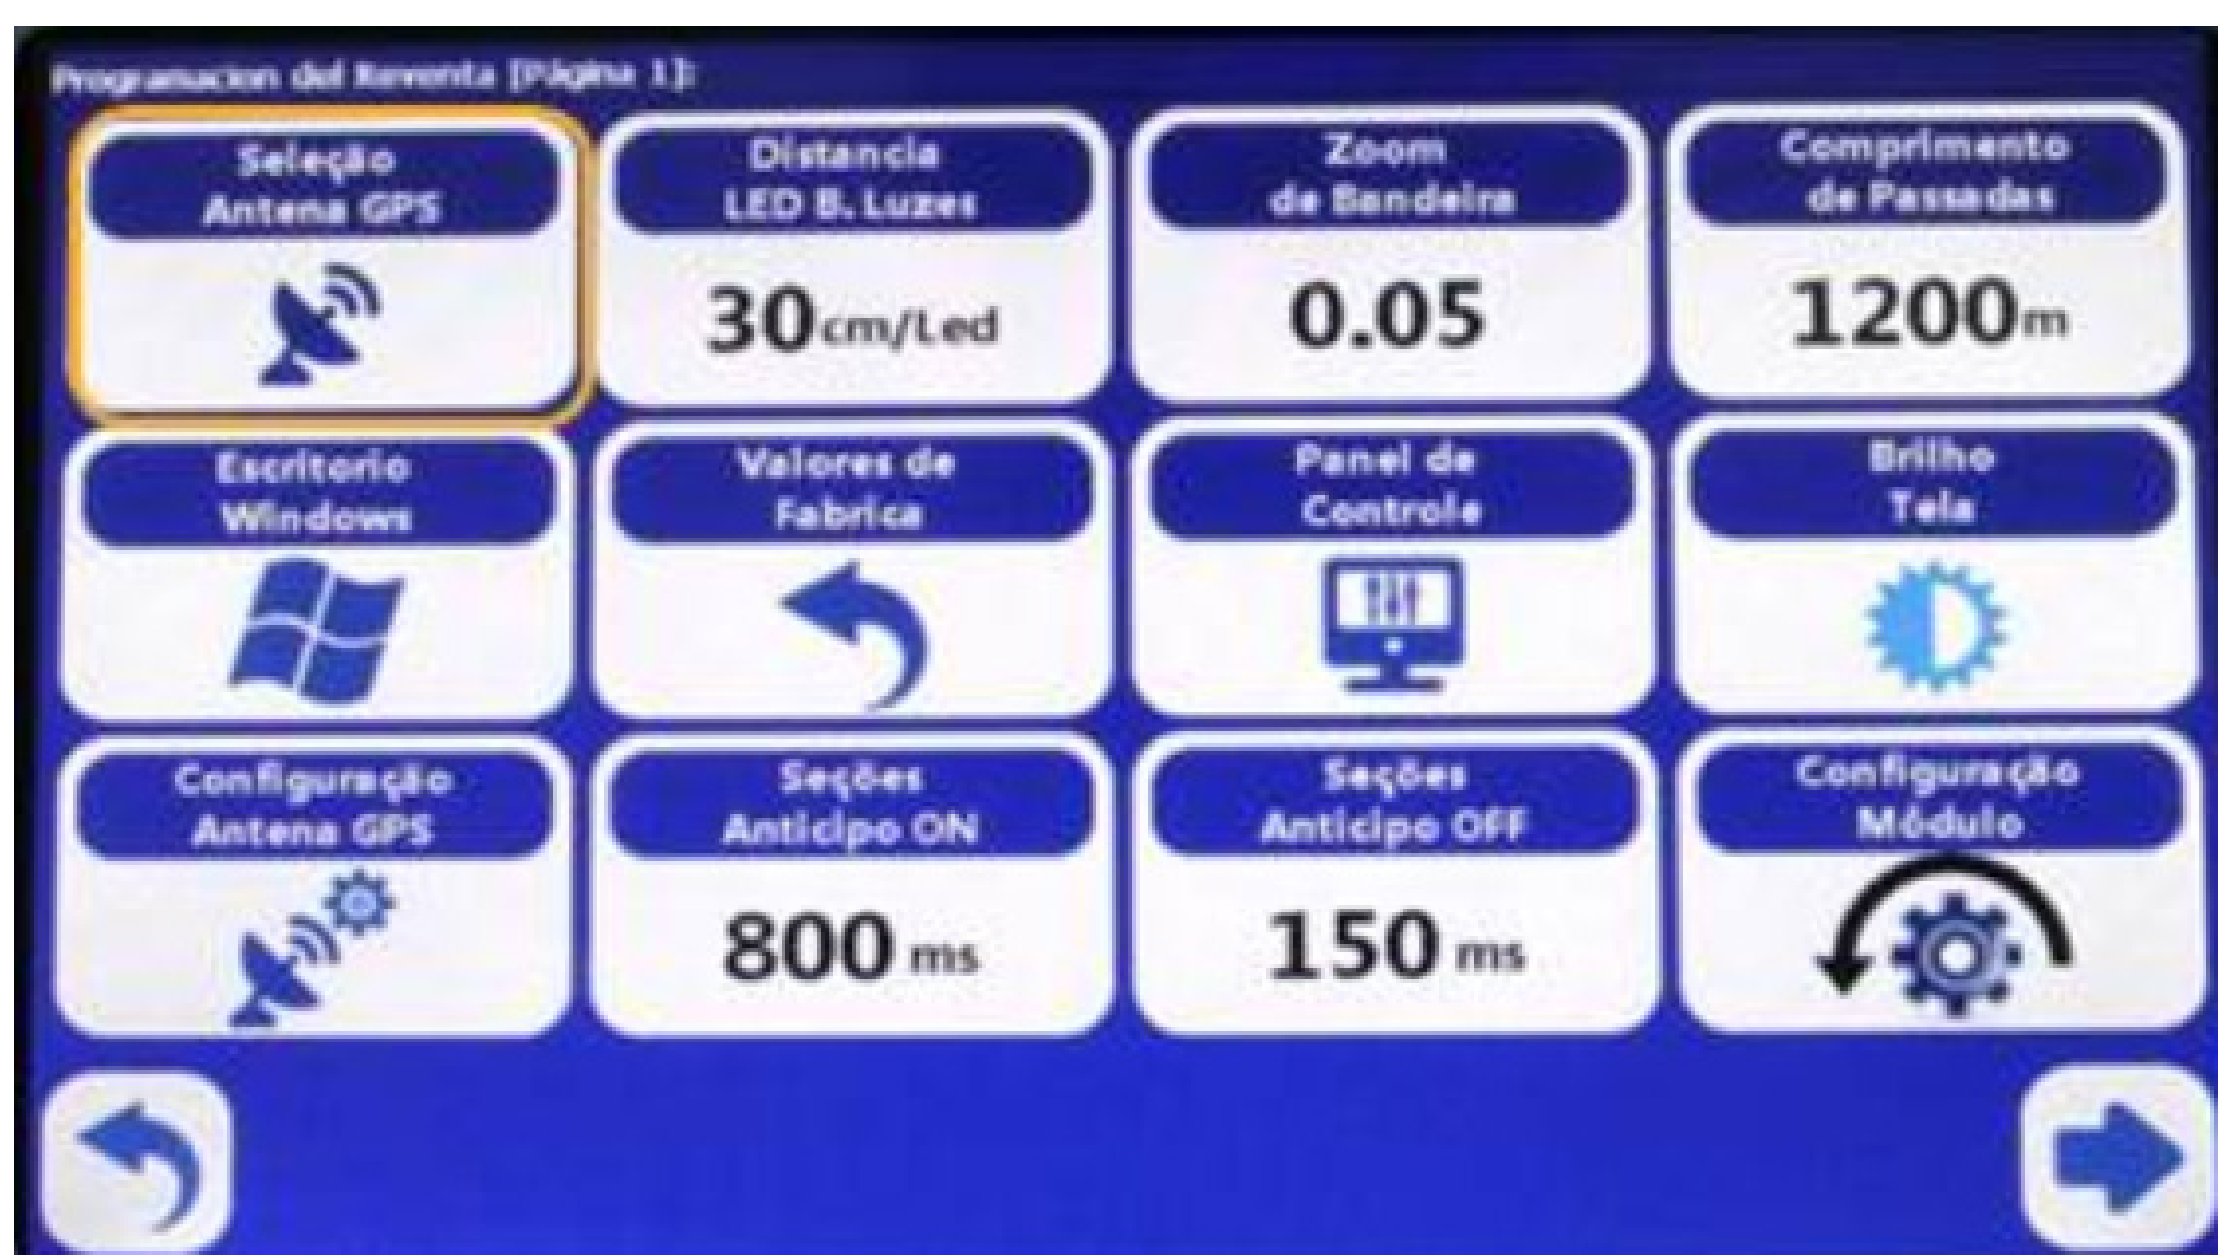 Programacion del Reventa [Página 1]:
Seleção
Antena GPS
Distancia
LED B. Luzes
30cm/Led
Zoom
de Bandeira
0.05
Comprimento
de Passadas
1200m
Escritorio
Windows
Valores de
Fabrica
Panel de
Controle
Brilho
Tela
Configuração
Antena GPS
Seções
Anticipo ON
800 ms
Seções
Anticipo OFF
150 ms
Configuração
Módulo